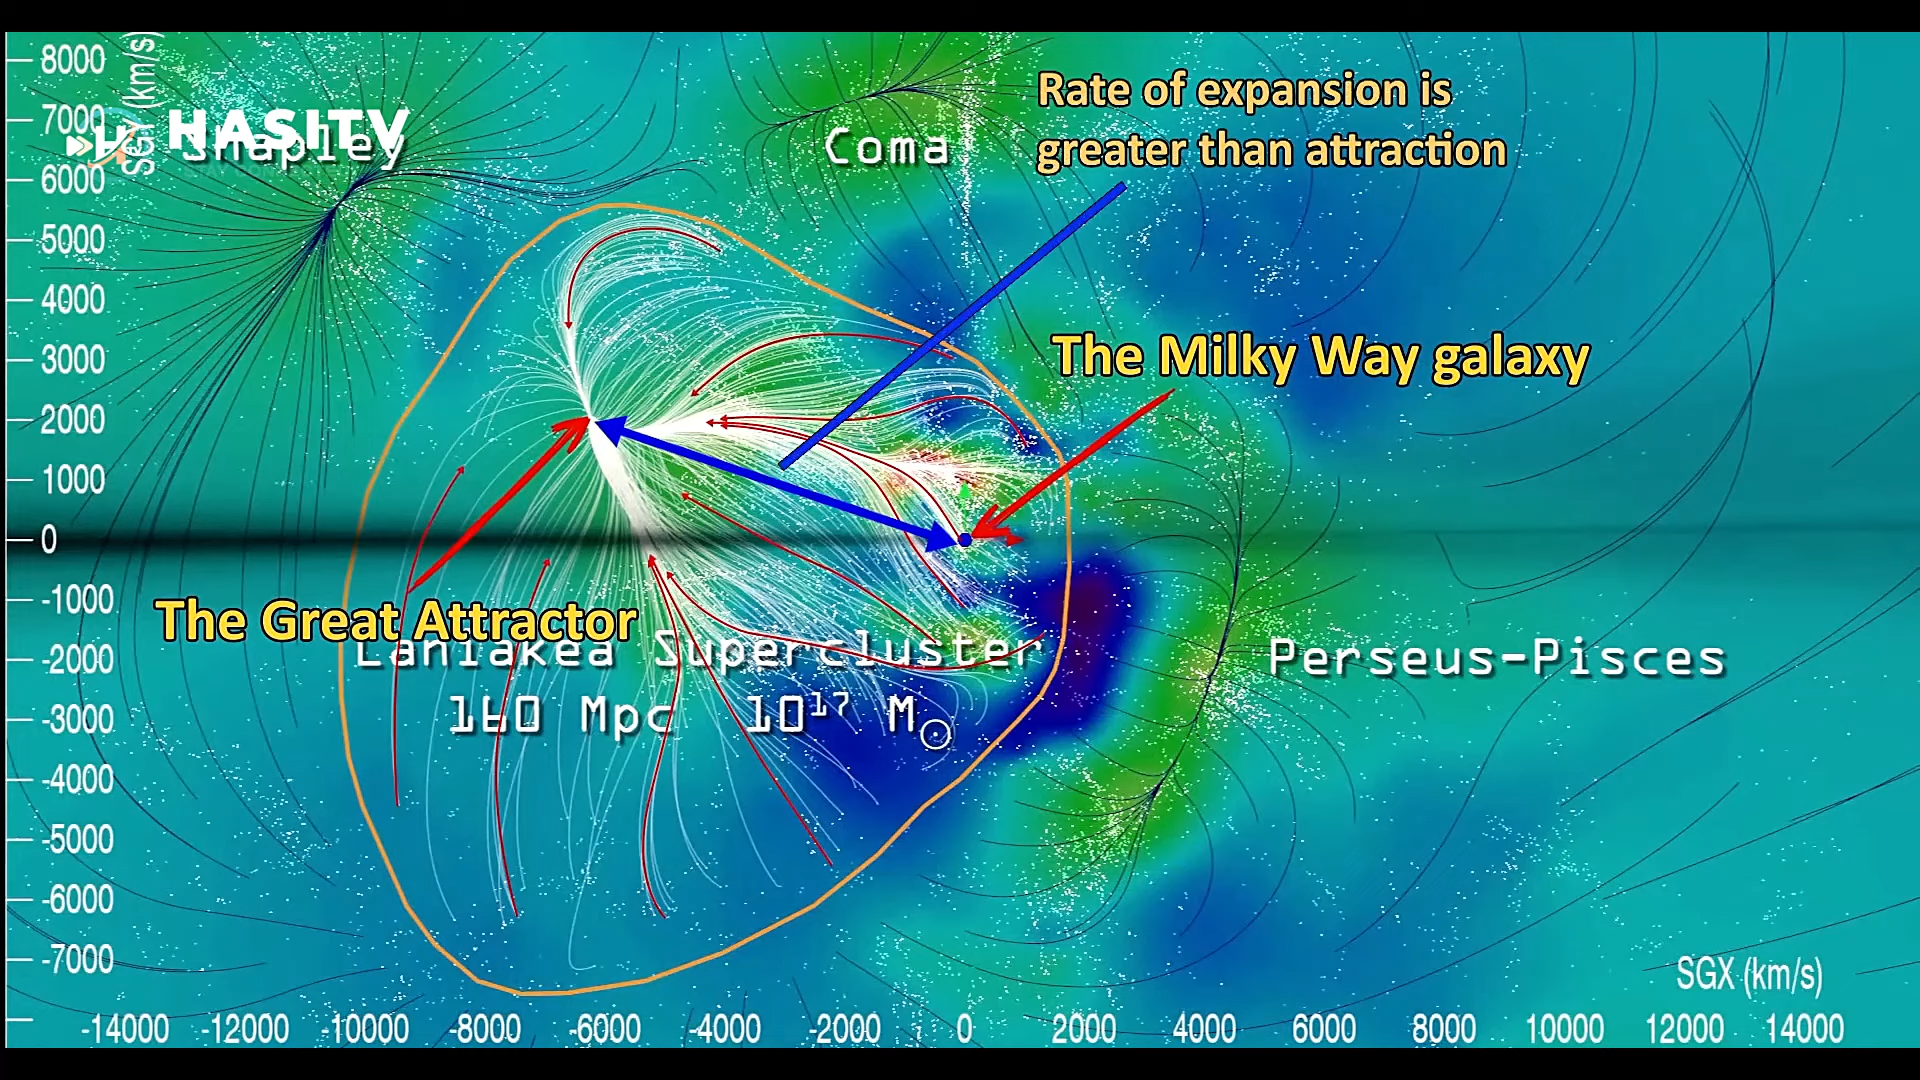 8000
7000
6000
5000
4000
3000
2000
1000
0
-1000
-2000
-3000
-4000
-5000
-6000
-7000
SGY (km/s)
HASITV
Shapley
Coma
Rate of expansion is
greater than attraction
The Milky Way galaxy
The Great Attractor
Laniakea Supercluster
160 Mpc 10¹⁷ M☉
Perseus-Pisces
SGX (km/s)
-14000 -12000 -10000 -8000 -6000 -4000 -2000 0 2000 4000 6000 8000 10000 12000 14000